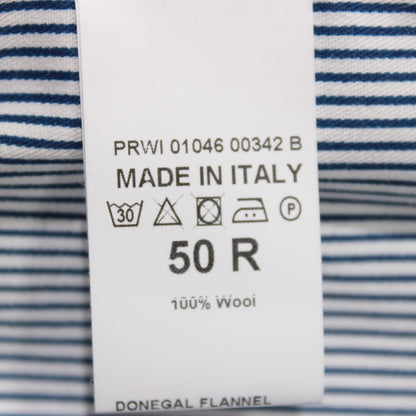 PRWI 01046 00342 B
MADE IN ITALY
30 P
50 R
100% Wool
DONEGAL FLANNEL